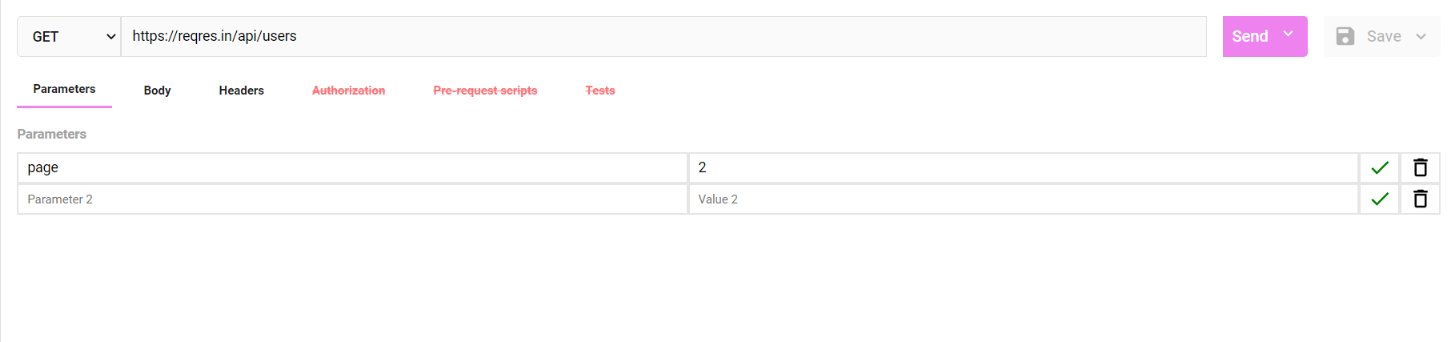 GET https://reqres.in/api/users Send Save
Parameters Body Headers Authorization Pre-request scripts Tests
Parameters
page 2
Parameter 2 Value 2